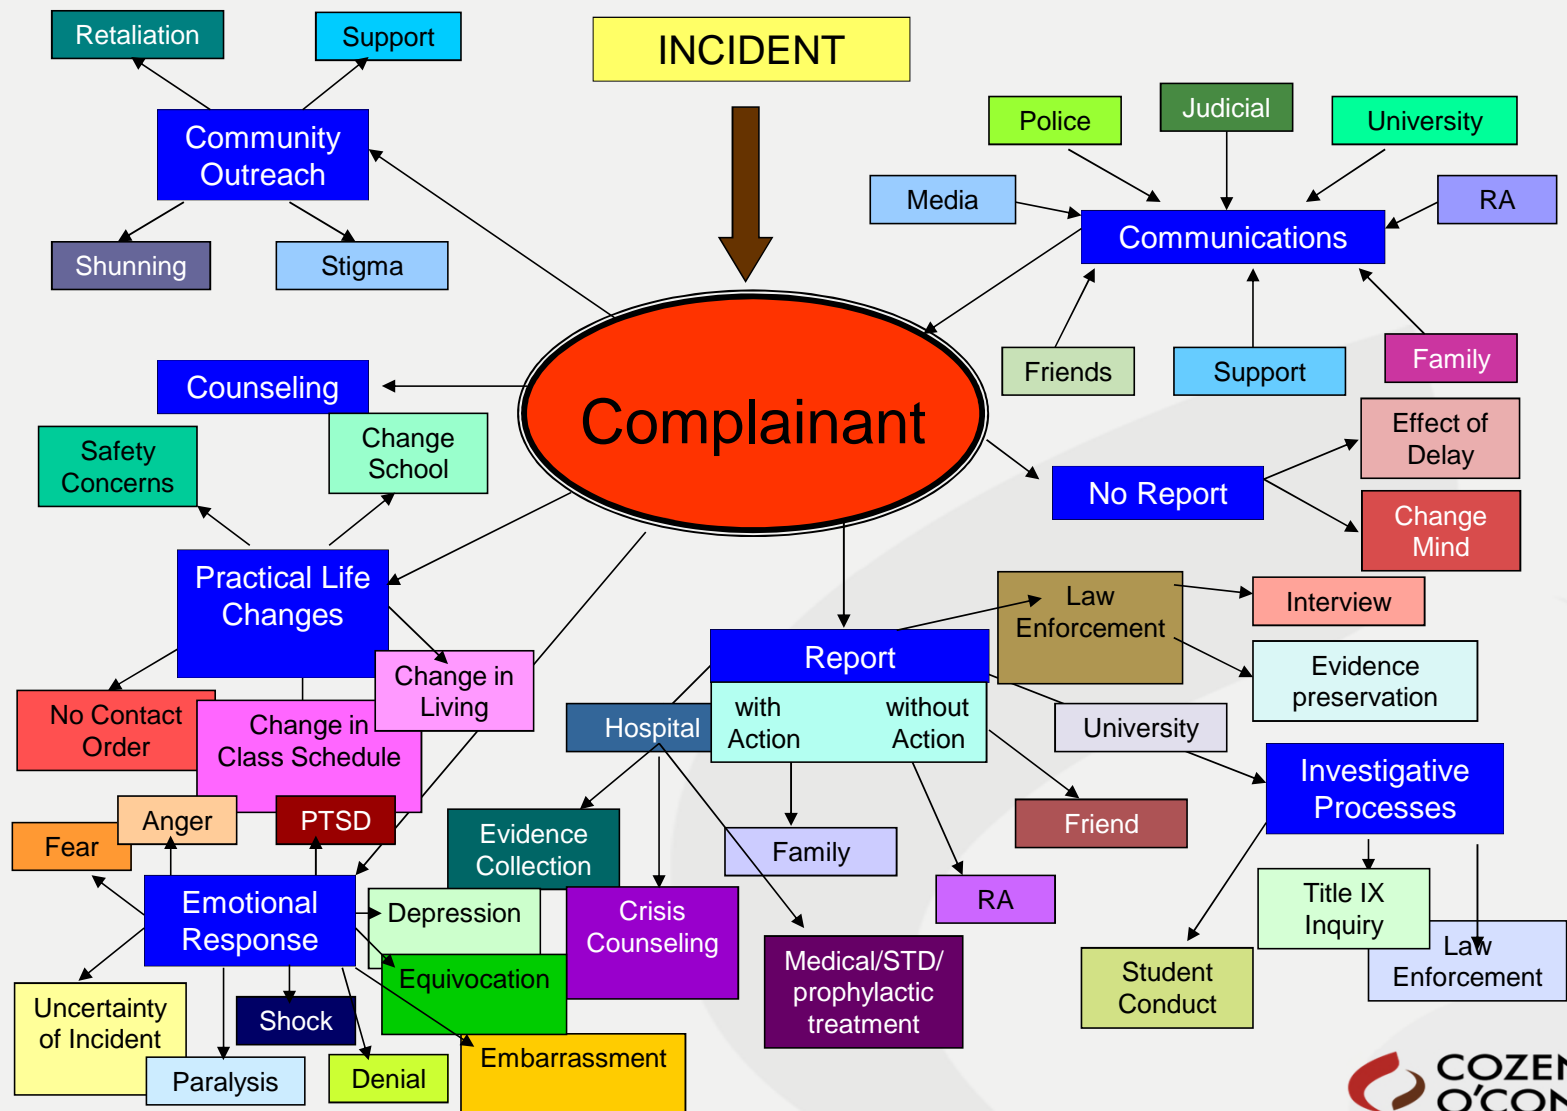 Retaliation
Support
INCIDENT
Community
Outreach
Shunning
Stigma
Police
Judicial
University
Media
RA
Communications
Friends
Support
Family
Complainant
Counseling
Change
School
Safety
Concerns
Practical Life
Changes
No Contact
Order
Change in
Class Schedule
Change in
Living
No Report
Effect of
Delay
Change
Mind
Report
with
Action
without
Action
Law
Enforcement
Interview
Evidence
preservation
Hospital
University
Investigative
Processes
Friend
Family
RA
Evidence
Collection
Crisis
Counseling
Medical/STD/
prophylactic
treatment
Title IX
Inquiry
Law
Enforcement
Student
Conduct
Anger
PTSD
Fear
Emotional
Response
Depression
Equivocation
Embarrassment
Uncertainty
of Incident
Shock
Paralysis
Denial
COZEN
O'CON